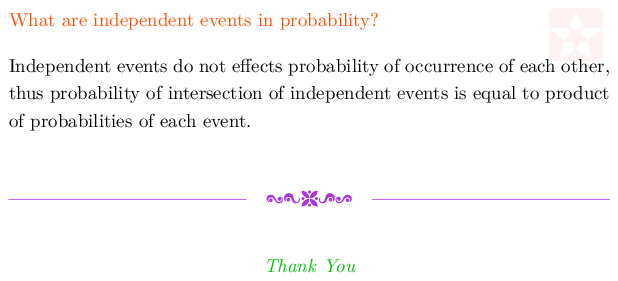 What are independent events in probability?
Independent events do not effects probability of occurrence of each other,
thus probability of intersection of independent events is equal to product
of probabilities of each event.
Thank You